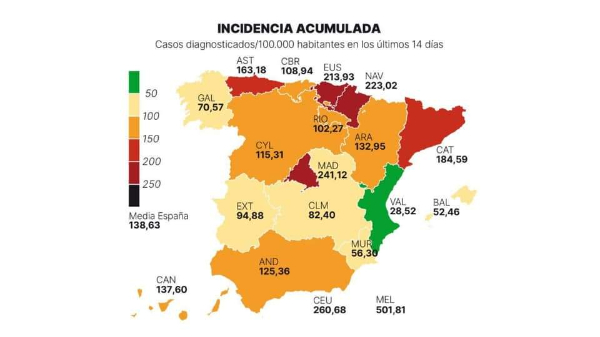 INCIDENCIA ACUMULADA
Casos diagnosticados/100.000 habitantes en los últimos 14 días
AST
163,18
CBR
108,94
EUS
213,93
NAV
223,02
50
100
150
200
250
Media España
138,63
GAL
70,57
RIO
102,27
ARA
132,95
CAT
184,59
CYL
115,31
MAD
241,12
EXT
94,88
CLM
82,40
VAL
28,52
BAL
52,46
MUR
56,30
AND
125,36
CAN
137,60
CEU
260,68
MEL
501,81